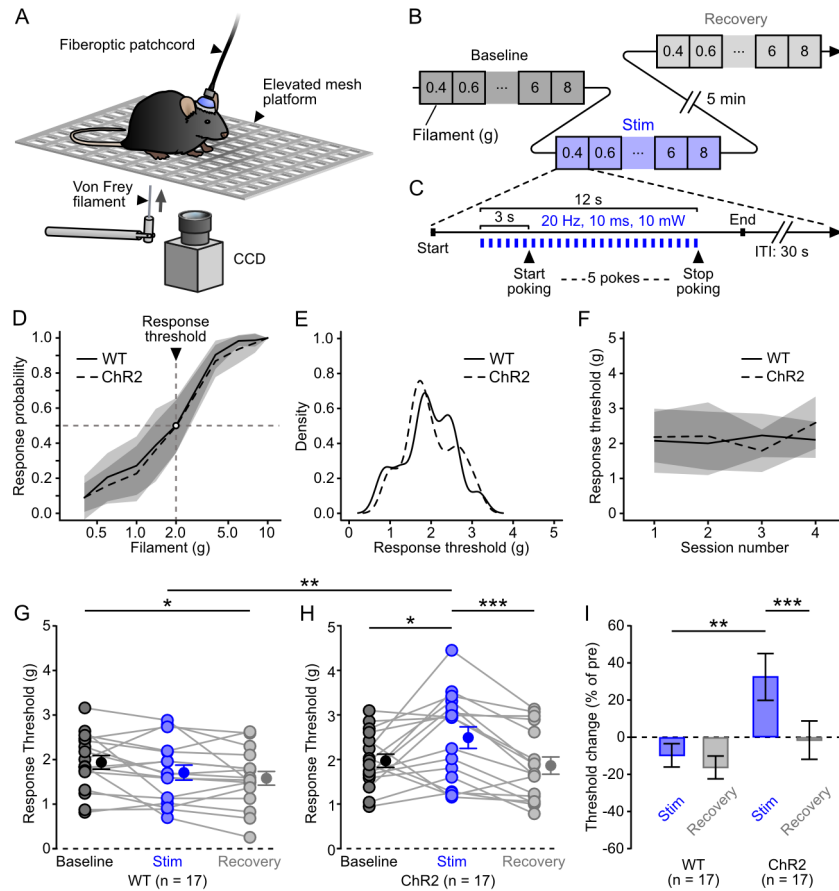 A
Fiberoptic patchcord
Elevated mesh
platform
Von Frey
filament
CCD
B
Baseline
0.4 0.6 ... 6 8
Filament (g)
Stim
0.4 0.6 ... 6 8
Recovery
0.4 0.6 ... 6 8
5 min
C
12 s
3 s
20 Hz, 10 ms, 10 mW
Start
End
ITI: 30 s
Start
poking
5 pokes
Stop
poking
D
Response
threshold
WT
ChR2
Response probability
1.0
0.8
0.6
0.4
0.2
0.0
0.5 1.0 2.0 5.0 10
Filament (g)
E
WT
ChR2
Density
1.0
0.8
0.6
0.4
0.2
0.0
0 1 2 3 4 5
Response threshold (g)
F
WT
ChR2
Response threshold (g)
5
4
3
2
1
0
1 2 3 4
Session number
G
*
**
Response Threshold (g)
5
4
3
2
1
0
Baseline Stim Recovery
WT (n = 17)
H
*
***
Response Threshold (g)
5
4
3
2
1
0
Baseline Stim Recovery
ChR2 (n = 17)
I
**
***
Threshold change (% of pre)
60
40
20
0
-20
-40
-60
Stim
Recovery
Stim
Recovery
WT
(n = 17)
ChR2
(n = 17)